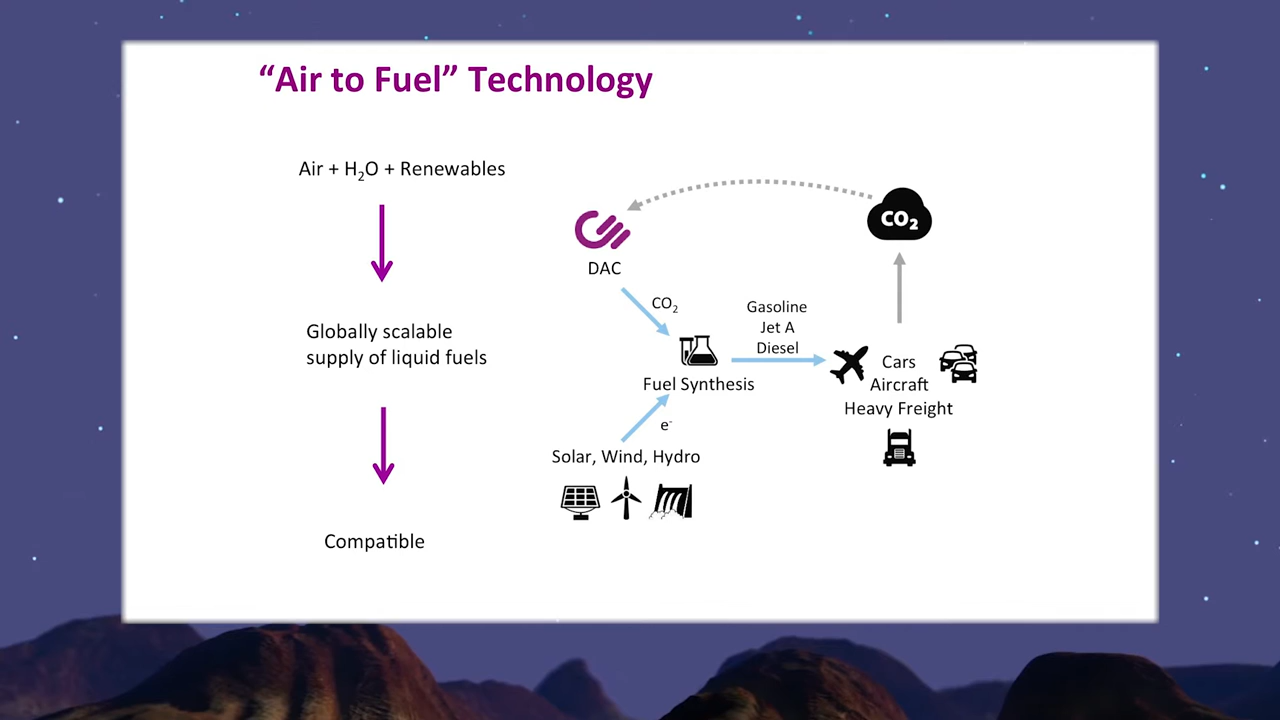 “Air to Fuel” Technology
Air + H₂O + Renewables
Globally scalable
supply of liquid fuels
Compatible
CO₂
DAC
CO₂
Gasoline
Jet A
Diesel
Fuel Synthesis
Cars
Aircraft
Heavy Freight
e⁻
Solar, Wind, Hydro